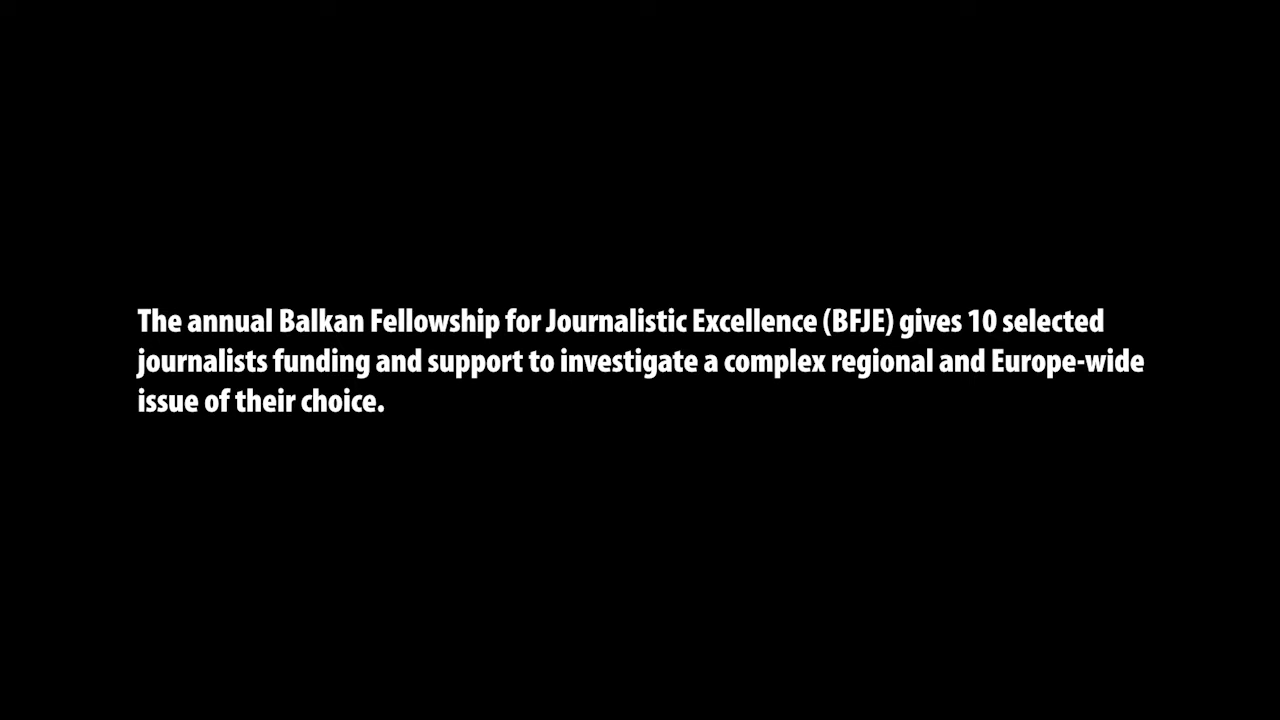 The annual Balkan Fellowship for Journalistic Excellence (BFJE) gives 10 selected
journalists funding and support to investigate a complex regional and Europe-wide
issue of their choice.